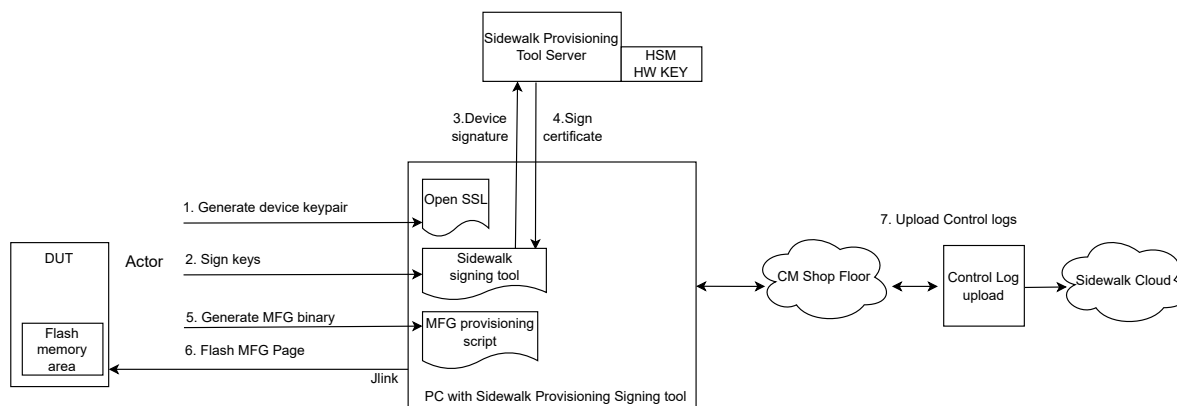 Sidewalk Provisioning
Tool Server
HSM
HW KEY
3.Device
signature
4.Sign
certificate
Open SSL
1. Generate device keypair
7. Upload Control logs
DUT
Actor
2. Sign keys
Sidewalk
signing tool
CM Shop Floor
Control Log
upload
Sidewalk Cloud
5. Generate MFG binary
MFG provisioning
script
Flash
memory
area
6. Flash MFG Page
Jlink
PC with Sidewalk Provisioning Signing tool